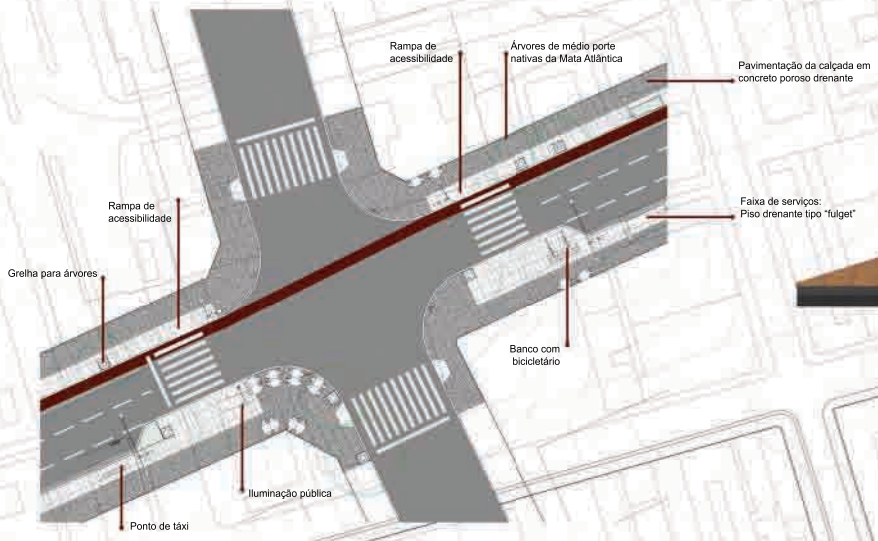 Rampa de
acessibilidade
Árvores de médio porte
nativas da Mata Atlântica
Pavimentação da calçada em
concreto poroso drenante
Rampa de
acessibilidade
Faixa de serviços:
Piso drenante tipo “fulget”
Grelha para árvores
Banco com
bicicletário
Iluminação pública
Ponto de táxi